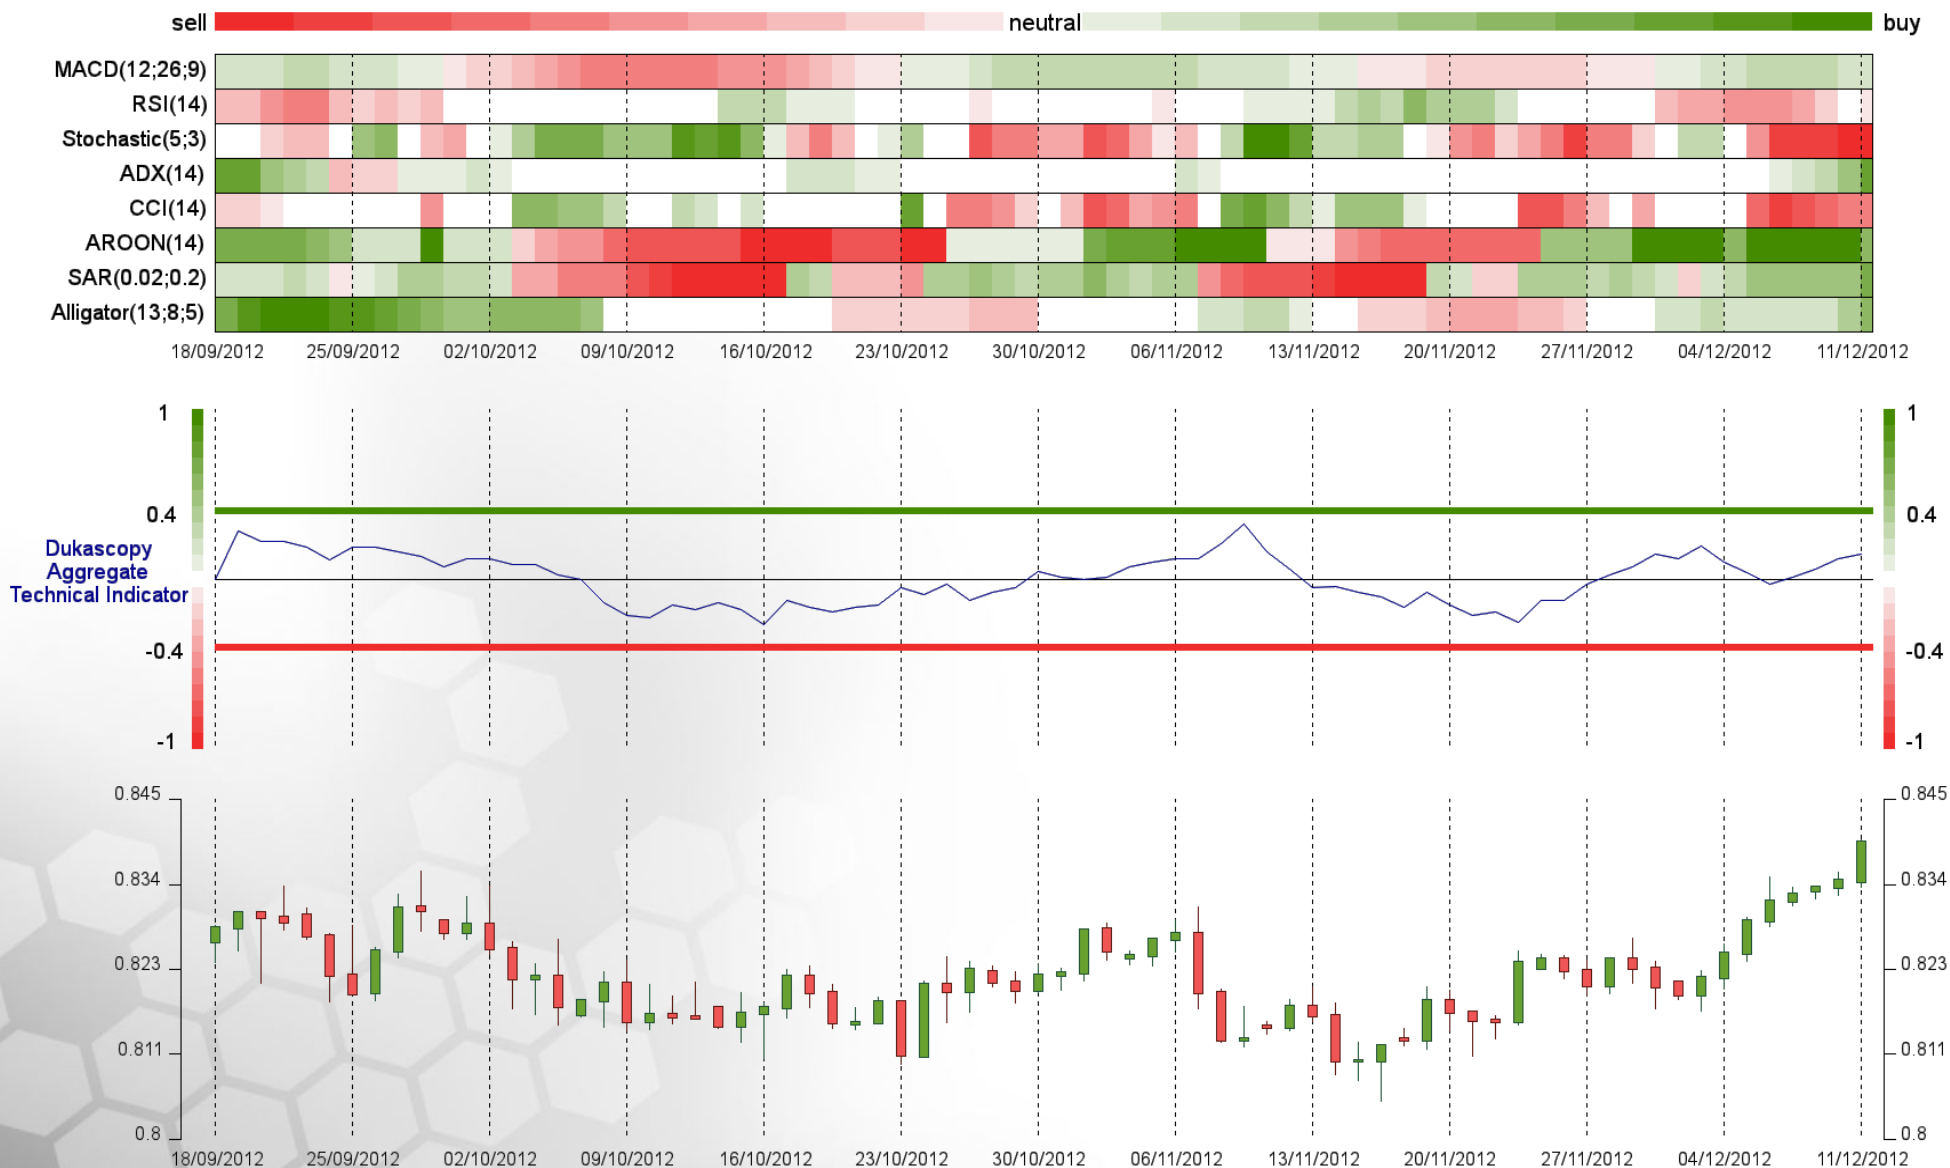 sell neutral buy
MACD(12;26;9)
RSI(14)
Stochastic(5;3)
ADX(14)
CCI(14)
AROON(14)
SAR(0.02;0.2)
Alligator(13;8;5)
18/09/2012 25/09/2012 02/10/2012 09/10/2012 16/10/2012 23/10/2012 30/10/2012 06/11/2012 13/11/2012 20/11/2012 27/11/2012 04/12/2012 11/12/2012
1 1
0.4 0.4
Dukascopy
Aggregate
Technical Indicator
-0.4 -0.4
-1 -1
0.845 0.845
0.834 0.834
0.823 0.823
0.811 0.811
0.8 0.8
18/09/2012 25/09/2012 02/10/2012 09/10/2012 16/10/2012 23/10/2012 30/10/2012 06/11/2012 13/11/2012 20/11/2012 27/11/2012 04/12/2012 11/12/2012